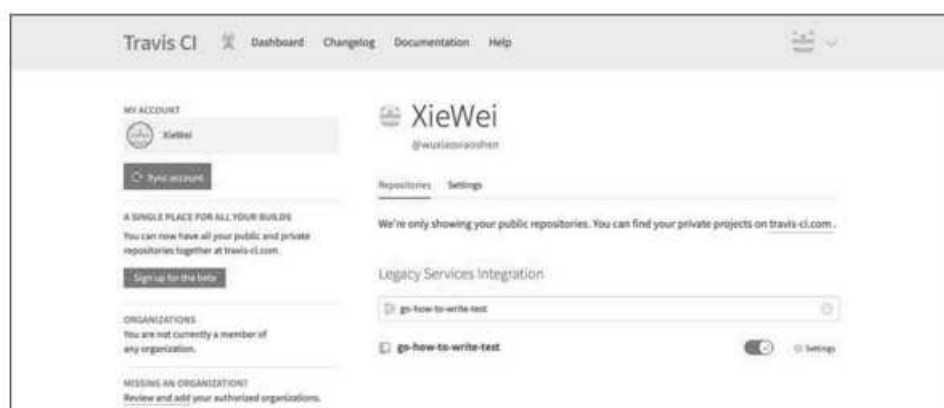 Travis CI
Dashboard
Changelog
Documentation
Help
MY ACCOUNT
XieWei
Sync account
A SINGLE PLACE FOR ALL YOUR BUILDS
You can now have all your public and private
repositories together at travis-ci.com
Sign up for the beta
ORGANIZATIONS
You are not currently a member of
any organization.
MISSING AN ORGANIZATION?
Review and add your authorized organizations.
XieWei
Repositories
Settings
We're only showing your public repositories. You can find your private projects on travis-ci.com .
Legacy Services Integration
go-how-to-write-test
go-how-to-write-test
Settings